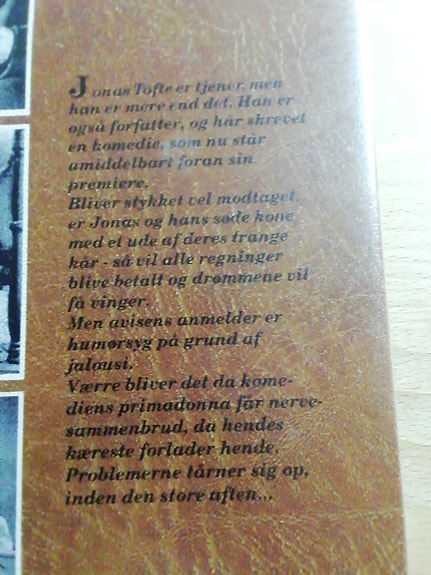 Jonas Tofte er tjener, men
han er mere end det. Han er
også forfatter, og har skrevet
en komedie, som nu står
umiddelbart foran sin
premiere.
Bliver stykket vel modtaget,
er Jonas og hans søde kone
med et ude af deres trange
kår - så vil alle regninger
blive betalt og drømmene vil
få vinger.
Men avisens anmelder er
humørsyg på grund af
jalousi.
Værre bliver det da kome-
diens primadonna får nerve-
sammenbrud, da hendes
kæreste forlader hende.
Problemerne tårner sig op,
inden den store aften...